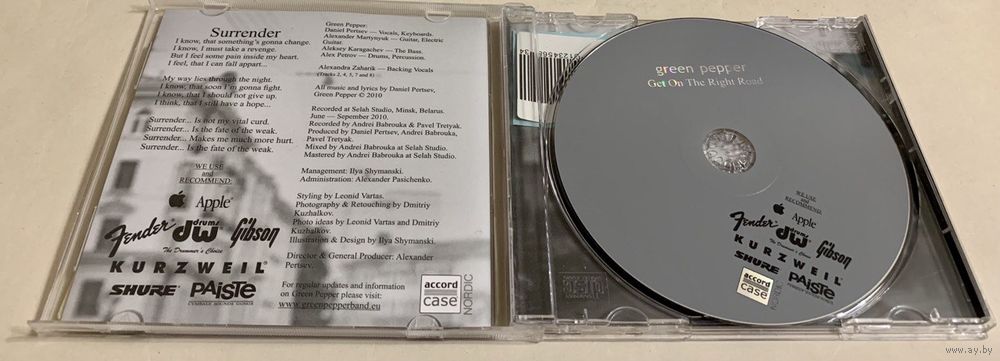 Surrender
I know, that something's gonna change.
I know, I must take a revenge.
But I feel some pain inside my heart.
I feel, that I can fall appart...
My way lies through the night.
I know, that soon I'm gonna fight.
I know, that I should not give up.
I think, that I still have a hope...
Surrender... Is not my vital curd.
Surrender... Is the fate of the weak.
Surrender... Makes me much more hurt.
Surrender... Is the fate of the weak.
WE USE
and
RECOMMEND:
Apple
Fender
drums
dw
The Drummer's Choice
Gibson
KURZWEIL
SHURE
PAiSTe
CYMBALS SOUNDS GONGS
Green Pepper:
Daniel Pertsev — Vocals, Keyboards.
Alexander Martynyuk — Guitar, Electric
Guitar.
Aleksey Karagachev — The Bass.
Alex Petrov — Drums, Percussion.
Alexandra Zaharik — Backing Vocals
(Tracks 2, 4, 5, 7 and 8)
All music and lyrics by Daniel Pertsev,
Green Pepper © 2010
Recorded at Selah Studio, Minsk, Belarus.
June — Sepember 2010.
Recorded by Andrei Babrouka & Pavel Tretyak.
Produced by Daniel Pertsev, Andrei Babrouka,
Pavel Tretyak.
Mixed by Andrei Babrouka at Selah Studio.
Mastered by Andrei Babrouka at Selah Studio.
Management: Ilya Shymanski.
Administration: Alexander Pasichenko.
Styling by Leonid Vartas.
Photography & Retouching by Dmitriy
Kuzhalkov.
Photo ideas by Leonid Vartas and Dmitriy
Kuzhalkov.
Illustration & Design by Ilya Shymanski.
Director & General Producer: Alexander
Pertsev.
For regular updates and information
on Green Pepper please visit:
www.greenpepperband.eu
accord
case
NORDIC
green pepper
Get On The Right Road
WE USE
and
RECOMMEND:
Apple
Fender
drums
dw
The Drummer's Choice
Gibson
KURZWEIL
SHURE
PAiSTe
accord
case
NORDIC
www.ay.by